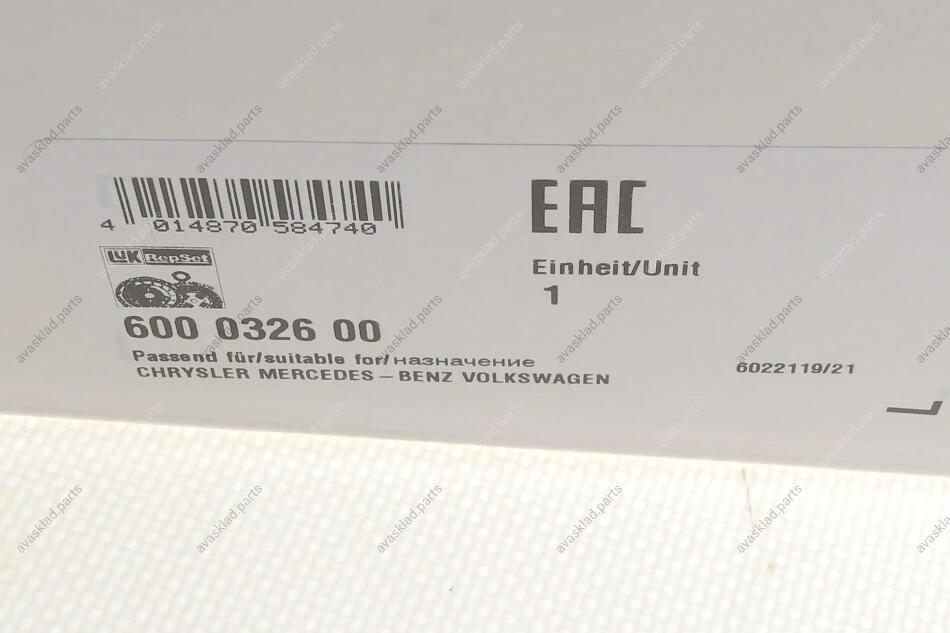 4 014870 584740
EAC
LuK RepSet
Einheit/Unit
1
600 0326 00
Passend für/suitable for/назначение
CHRYSLER MERCEDES – BENZ VOLKSWAGEN
6022119/21
avasklad.parts